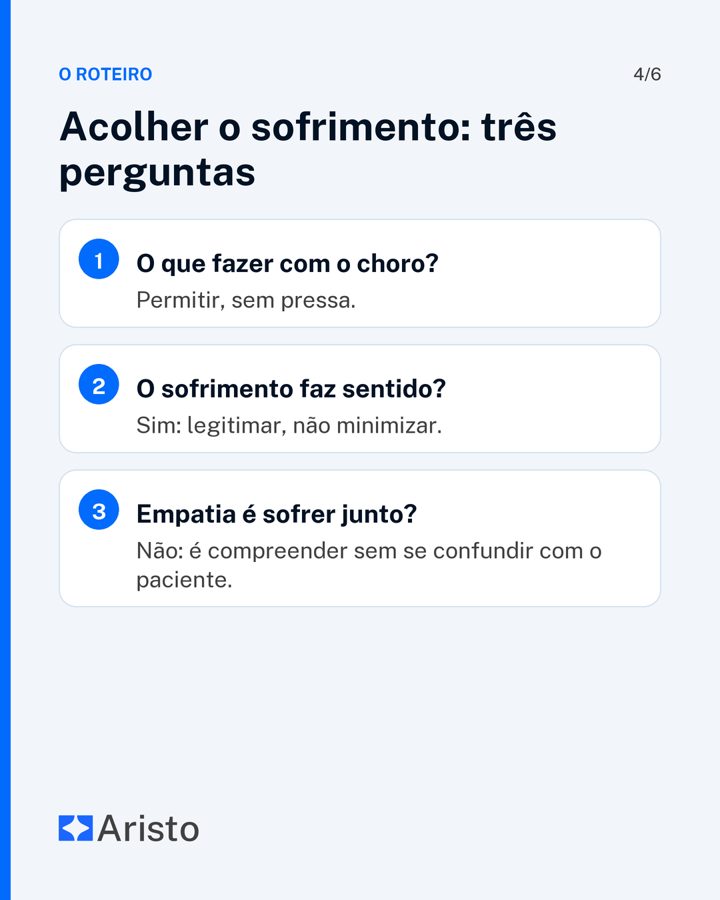 O ROTEIRO
4/6
Acolher o sofrimento: três
perguntas
1
O que fazer com o choro?
Permitir, sem pressa.
2
O sofrimento faz sentido?
Sim: legitimar, não minimizar.
3
Empatia é sofrer junto?
Não: é compreender sem se confundir com o
paciente.
Aristo